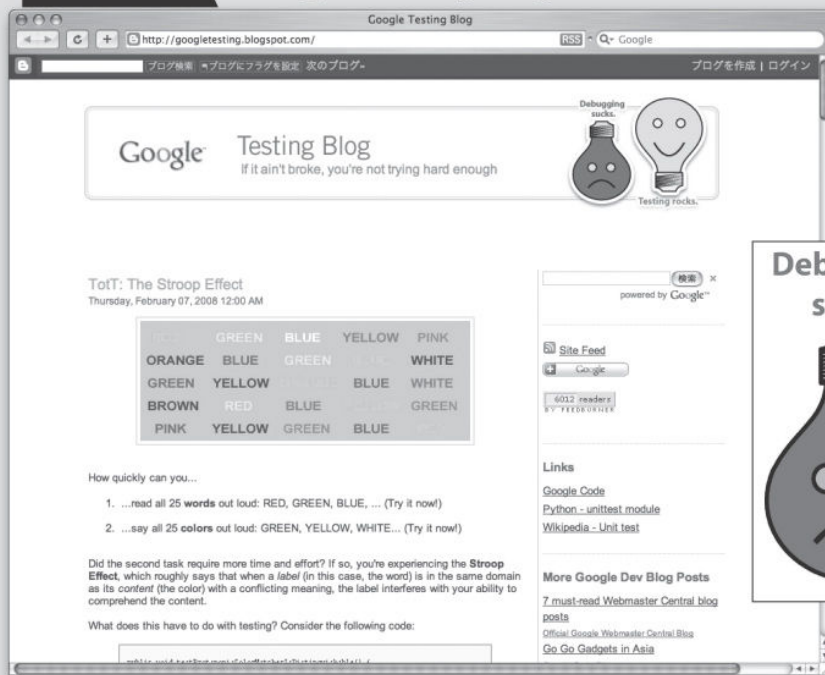 Google Testing Blog
http://googletesting.blogspot.com/
RSS
Google
ブログ検索 ブログにフラグを設定 次のブログ»
ブログを作成 | ログイン
Google Testing Blog
If it ain't broke, you're not trying hard enough
Debugging
sucks.
Testing rocks.
TotT: The Stroop Effect
Thursday, February 07, 2008 12:00 AM
GREEN BLUE YELLOW PINK
ORANGE BLUE GREEN WHITE
GREEN YELLOW BLUE WHITE
BROWN RED BLUE GREEN
PINK YELLOW GREEN BLUE
How quickly can you...
1. ...read all 25 words out loud: RED, GREEN, BLUE, ... (Try it now!)
2. ...say all 25 colors out loud: GREEN, YELLOW, WHITE... (Try it now!)
Did the second task require more time and effort? If so, you're experiencing the Stroop
Effect, which roughly says that when a label (in this case, the word) is in the same domain
as its content (the color) with a conflicting meaning, the label interferes with your ability to
comprehend the content.
What does this have to do with testing? Consider the following code:
検索
powered by Google™
Site Feed
Google
6012 readers
BY FEEDBURNER
Links
Google Code
Python - unittest module
Wikipedia - Unit test
More Google Dev Blog Posts
7 must-read Webmaster Central blog
posts
Official Google Webmaster Central Blog
Go Go Gadgets in Asia
Deb
s